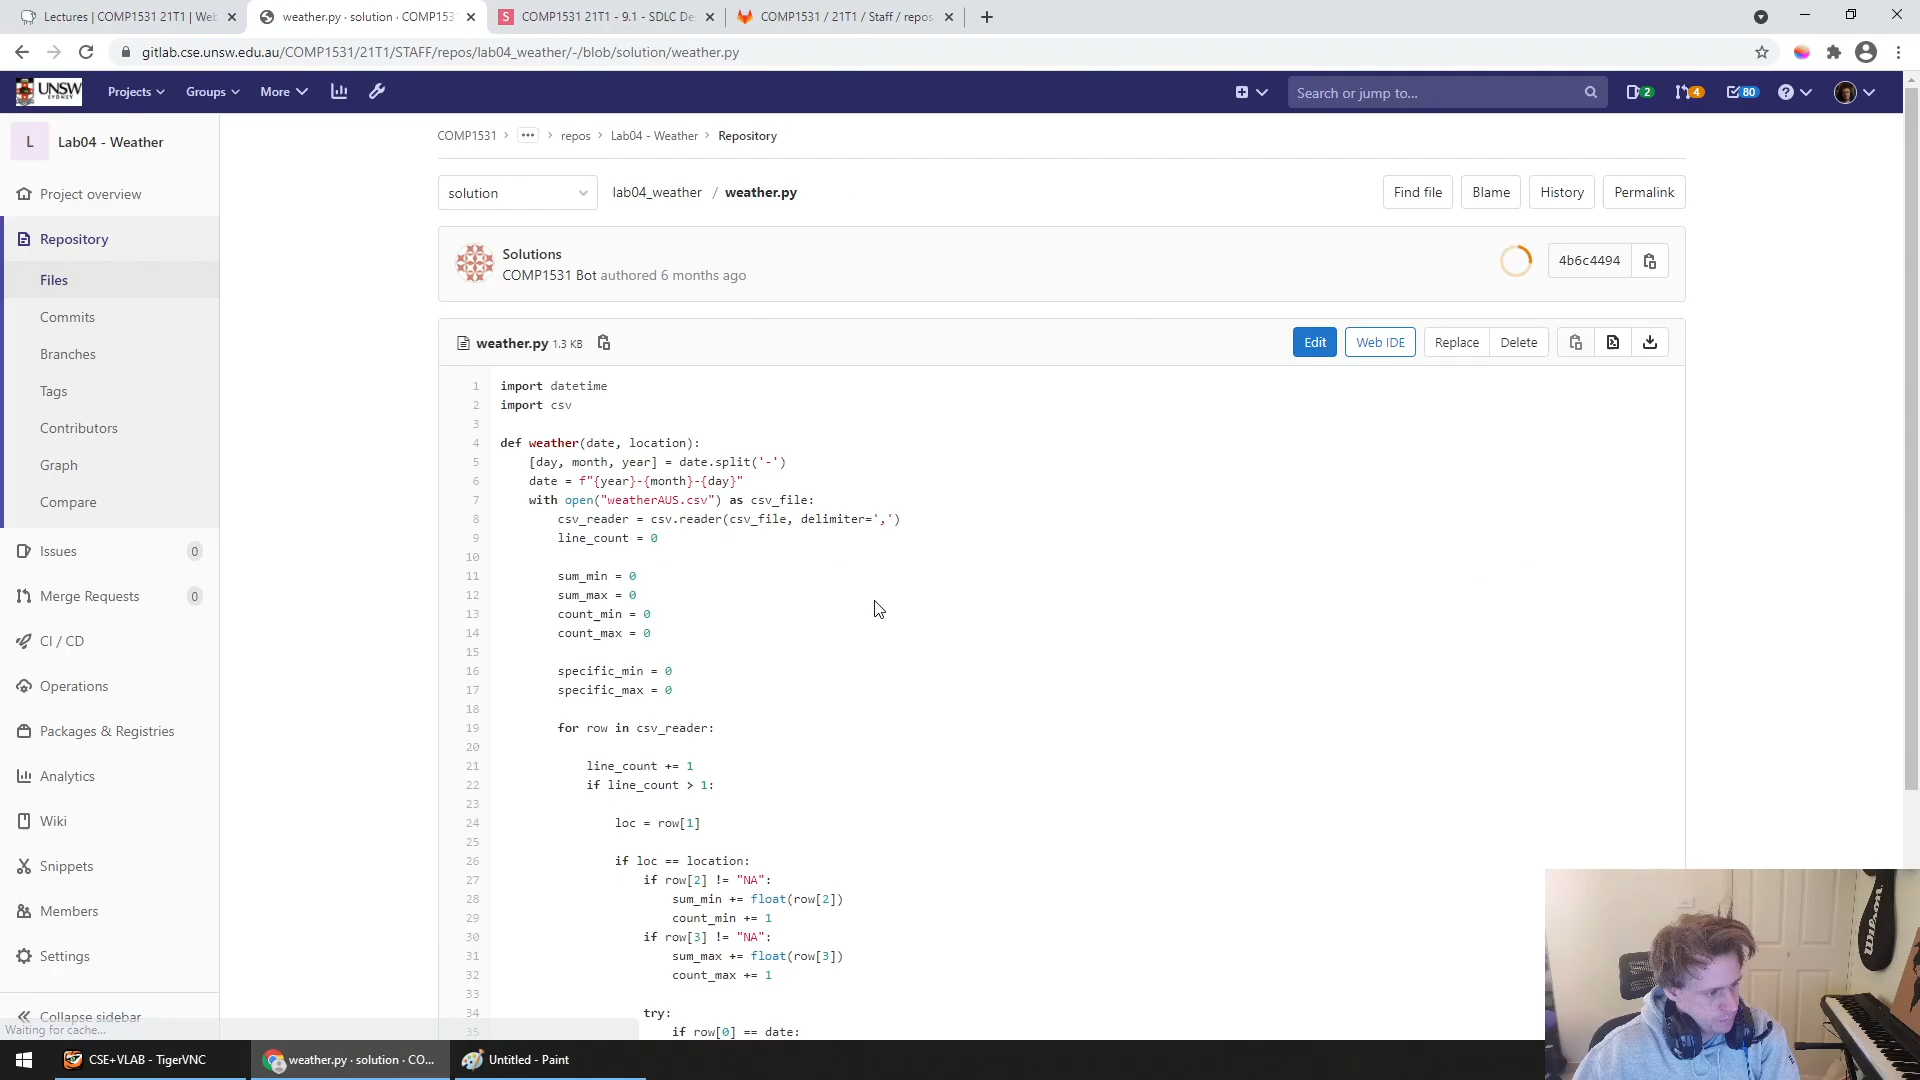 Lectures | COMP1531 21T1 | Web
weather.py · solution · COMP153
COMP1531 21T1 - 9.1 - SDLC De
COMP1531 / 21T1 / Staff / repos
gitlab.cse.unsw.edu.au/COMP1531/21T1/STAFF/repos/lab04_weather/-/blob/solution/weather.py
UNSW
SYDNEY
Projects
Groups
More
Search or jump to...
2
4
80
L
Lab04 - Weather
COMP1531 > ... > repos > Lab04 - Weather > Repository
Project overview
Repository
Files
Commits
Branches
Tags
Contributors
Graph
Compare
Issues 0
Merge Requests 0
CI / CD
Operations
Packages & Registries
Analytics
Wiki
Snippets
Members
Settings
Collapse sidebar
Waiting for cache...
solution
lab04_weather / weather.py
Find file
Blame
History
Permalink
Solutions
COMP1531 Bot authored 6 months ago
4b6c4494
weather.py 1.3 KB
Edit
Web IDE
Replace
Delete
1 import datetime
2 import csv
3
4 def weather(date, location):
5 [day, month, year] = date.split('-')
6 date = f"{year}-{month}-{day}"
7 with open("weatherAUS.csv") as csv_file:
8 csv_reader = csv.reader(csv_file, delimiter=',')
9 line_count = 0
10
11 sum_min = 0
12 sum_max = 0
13 count_min = 0
14 count_max = 0
15
16 specific_min = 0
17 specific_max = 0
18
19 for row in csv_reader:
20
21 line_count += 1
22 if line_count > 1:
23
24 loc = row[1]
25
26 if loc == location:
27 if row[2] != "NA":
28 sum_min += float(row[2])
29 count_min += 1
30 if row[3] != "NA":
31 sum_max += float(row[3])
32 count_max += 1
33
34 try:
35 if row[0] == date:
Wilson
CSE+VLAB - TigerVNC
weather.py · solution · CO...
Untitled - Paint